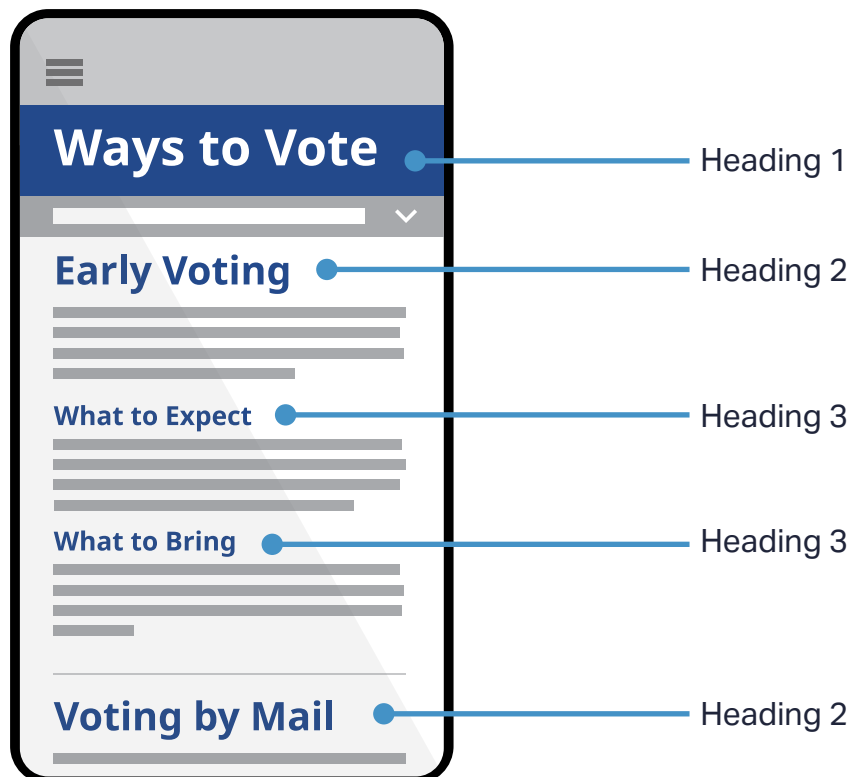 Ways to Vote
Heading 1
Early Voting
Heading 2
What to Expect
Heading 3
What to Bring
Heading 3
Voting by Mail
Heading 2